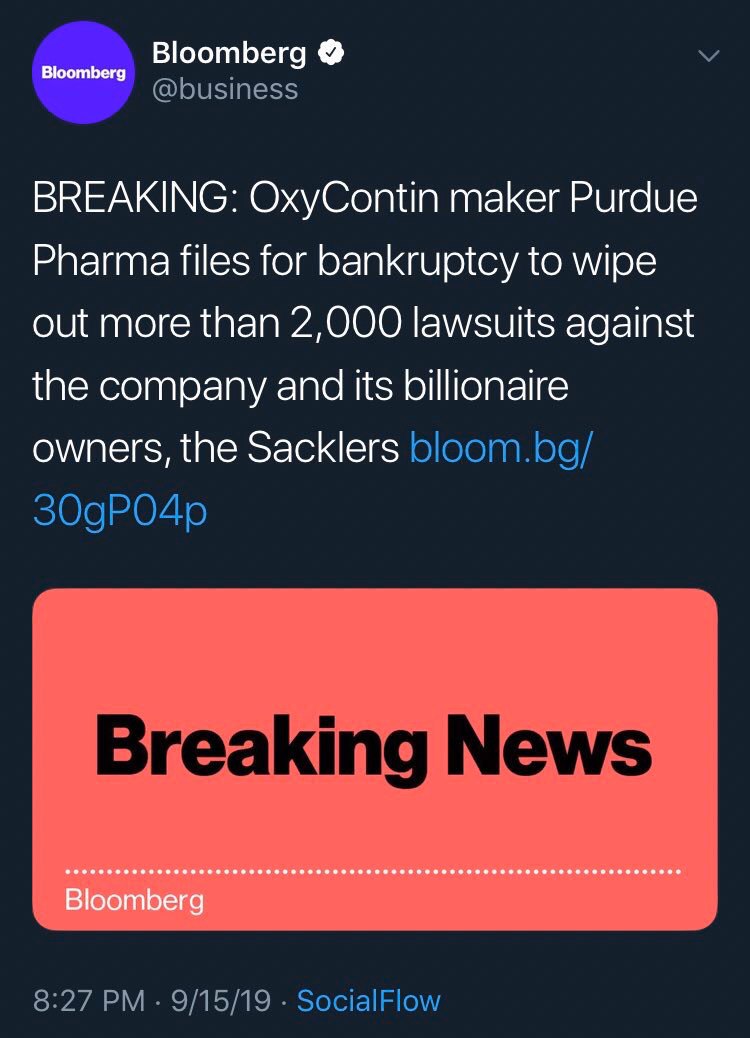 Bloomberg
Bloomberg
@business
BREAKING: OxyContin maker Purdue
Pharma files for bankruptcy to wipe
out more than 2,000 lawsuits against
the company and its billionaire
owners, the Sacklers bloom.bg/
30gP04p
Breaking News
Bloomberg
8:27 PM · 9/15/19 · SocialFlow